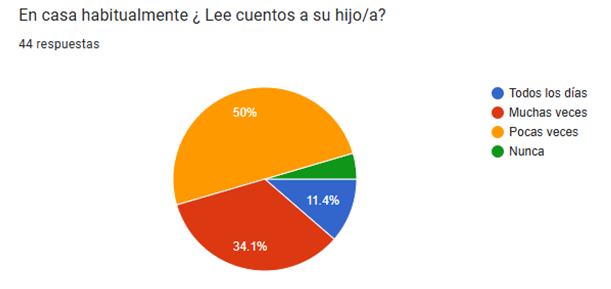 En casa habitualmente ¿ Lee cuentos a su hijo/a?
44 respuestas
50%
11.4%
34.1%
Todos los días
Muchas veces
Pocas veces
Nunca